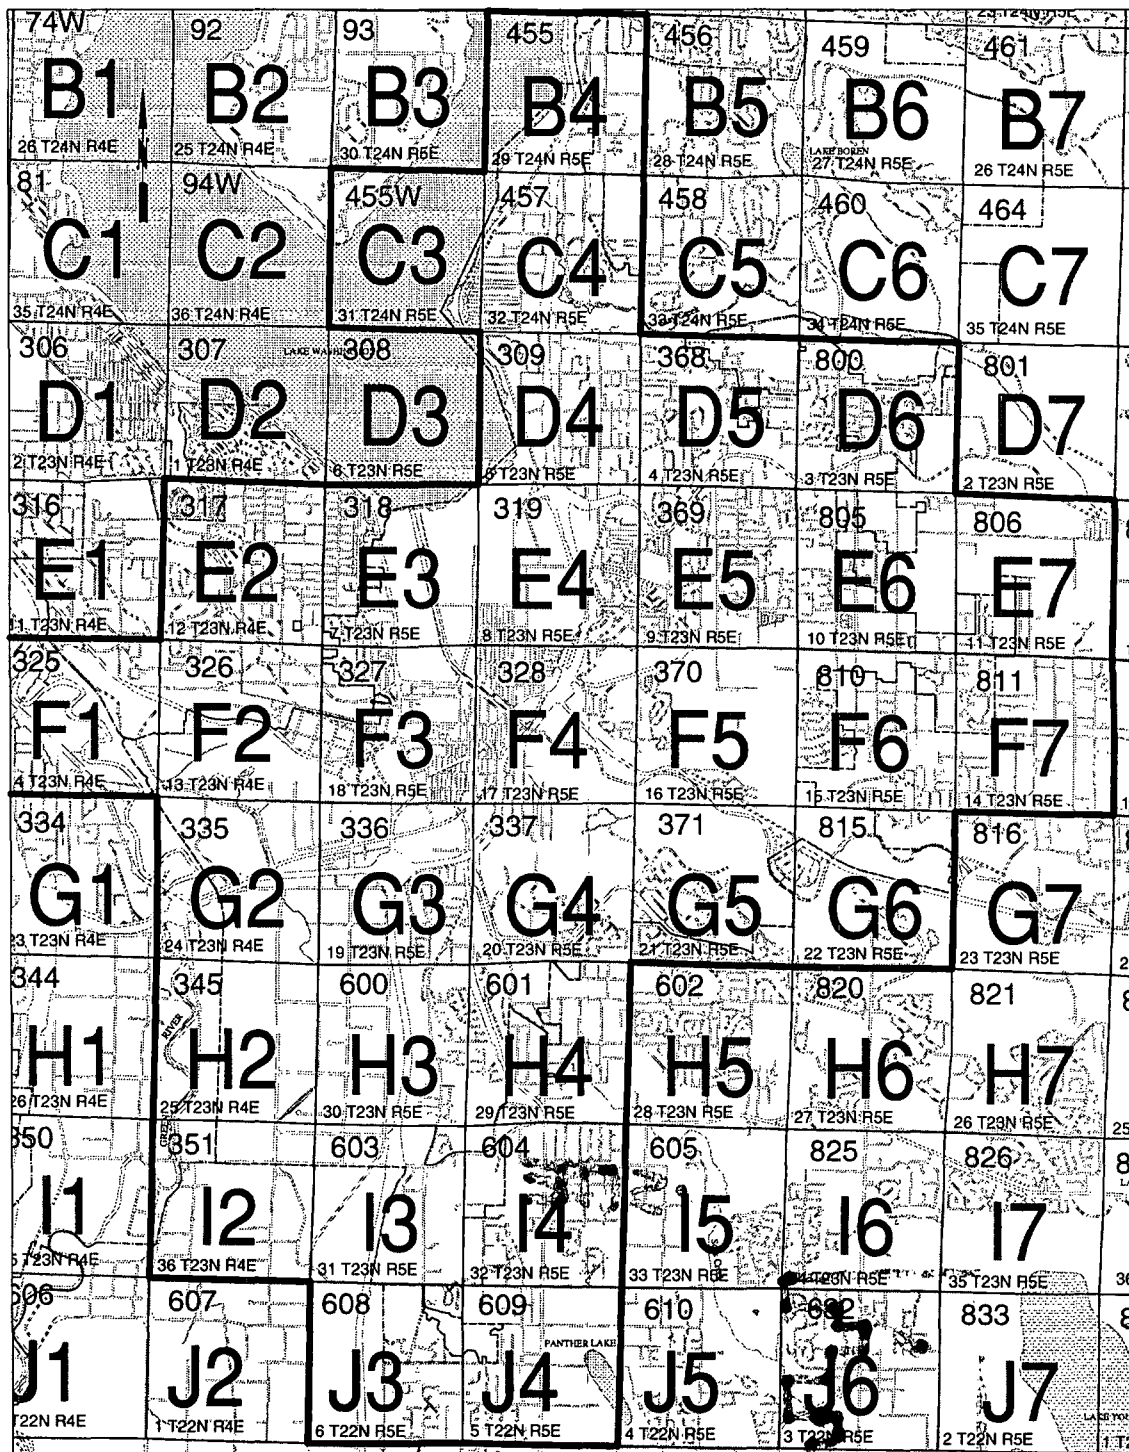 74W 92 93 455 456 459 461
23 T24N R5E
B1 B2 B3 B4 B5 B6 B7
LAKE BOREN
26 T24N R4E 25 T24N R4E 30 T24N R5E 29 T24N R5E 28 T24N R5E 27 T24N R5E 26 T24N R5E
81 94W 455W 457 458 460 464
C1 C2 C3 C4 C5 C6 C7
35 T24N R4E 36 T24N R4E 31 T24N R5E 32 T24N R5E 33 T24N R5E 34 T24N R5E 35 T24N R5E
306 307 308 309 368 800 801
D1 D2 D3 D4 D5 D6 D7
2 T23N R4E 1 T23N R4E 6 T23N R5E 5 T23N R5E 4 T23N R5E 3 T23N R5E 2 T23N R5E
316 317 318 319 369 805 806
E1 E2 E3 E4 E5 E6 E7
11 T23N R4E 12 T23N R4E 7 T23N R5E 8 T23N R5E 9 T23N R5E 10 T23N R5E 11 T23N R5E
325 326 327 328 370 810 811
F1 F2 F3 F4 F5 F6 F7
4 T23N R4E 13 T23N R4E 18 T23N R5E 17 T23N R5E 16 T23N R5E 15 T23N R5E 14 T23N R5E
334 335 336 337 371 815 816
G1 G2 G3 G4 G5 G6 G7
23 T23N R4E 24 T23N R4E 19 T23N R5E 20 T23N R5E 21 T23N R5E 22 T23N R5E 23 T23N R5E
344 345 600 601 602 820 821
RIVER
H1 H2 H3 H4 H5 H6 H7
26 T23N R4E 25 T23N R4E 30 T23N R5E 29 T23N R5E 28 T23N R5E 27 T23N R5E 26 T23N R5E 25
350 351 603 604 605 825 826
I1 I2 I3 I4 I5 I6 I7
5 T23N R4E 36 T23N R4E 31 T23N R5E 32 T23N R5E 33 T23N R5E 34 T23N R5E 35 T23N R5E 36
606 607 608 609 610 632 833
PANTHER LAKE
J1 J2 J3 J4 J5 J6 J7
T22N R4E 1 T22N R4E 6 T22N R5E 5 T22N R5E 4 T22N R5E 3 T22N R5E 2 T22N R5E